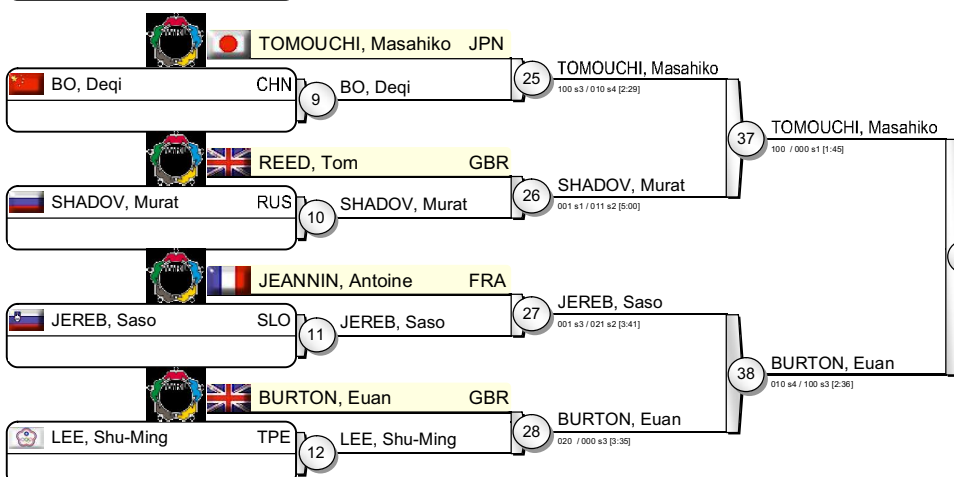 TOMOUCHI, Masahiko JPN
BO, Deqi CHN
9
BO, Deqi
25
TOMOUCHI, Masahiko
100 s3 / 010 s4 [2:29]
37
TOMOUCHI, Masahiko
100 / 000 s1 [1:45]
REED, Tom GBR
SHADOV, Murat RUS
10
SHADOV, Murat
26
SHADOV, Murat
001 s1 / 011 s2 [5:00]
JEANNIN, Antoine FRA
JEREB, Saso SLO
11
JEREB, Saso
27
JEREB, Saso
001 s3 / 021 s2 [3:41]
38
BURTON, Euan
010 s4 / 100 s3 [2:36]
BURTON, Euan GBR
LEE, Shu-Ming TPE
12
LEE, Shu-Ming
28
BURTON, Euan
020 / 000 s3 [3:35]